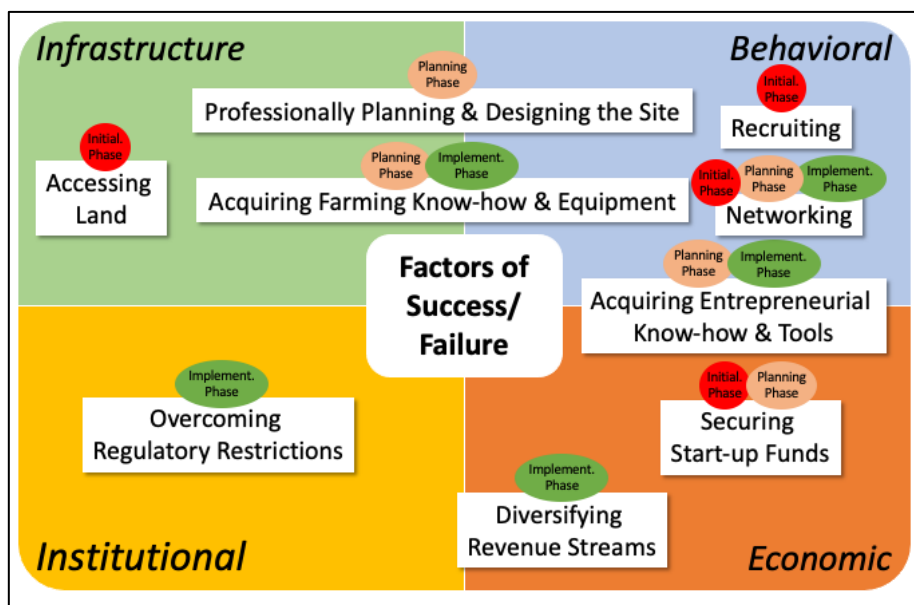 Infrastructure
Behavioral
Planning
Phase
Professionally Planning & Designing the Site
Initial.
Phase
Recruiting
Initial.
Phase
Accessing
Land
Planning
Phase
Implement.
Phase
Acquiring Farming Know-how & Equipment
Initial.
Phase
Planning
Phase
Implement.
Phase
Networking
Factors of
Success/
Failure
Planning
Phase
Implement.
Phase
Acquiring Entrepreneurial
Know-how & Tools
Implement.
Phase
Overcoming
Regulatory Restrictions
Initial.
Phase
Planning
Phase
Securing
Start-up Funds
Implement.
Phase
Diversifying
Revenue Streams
Institutional
Economic